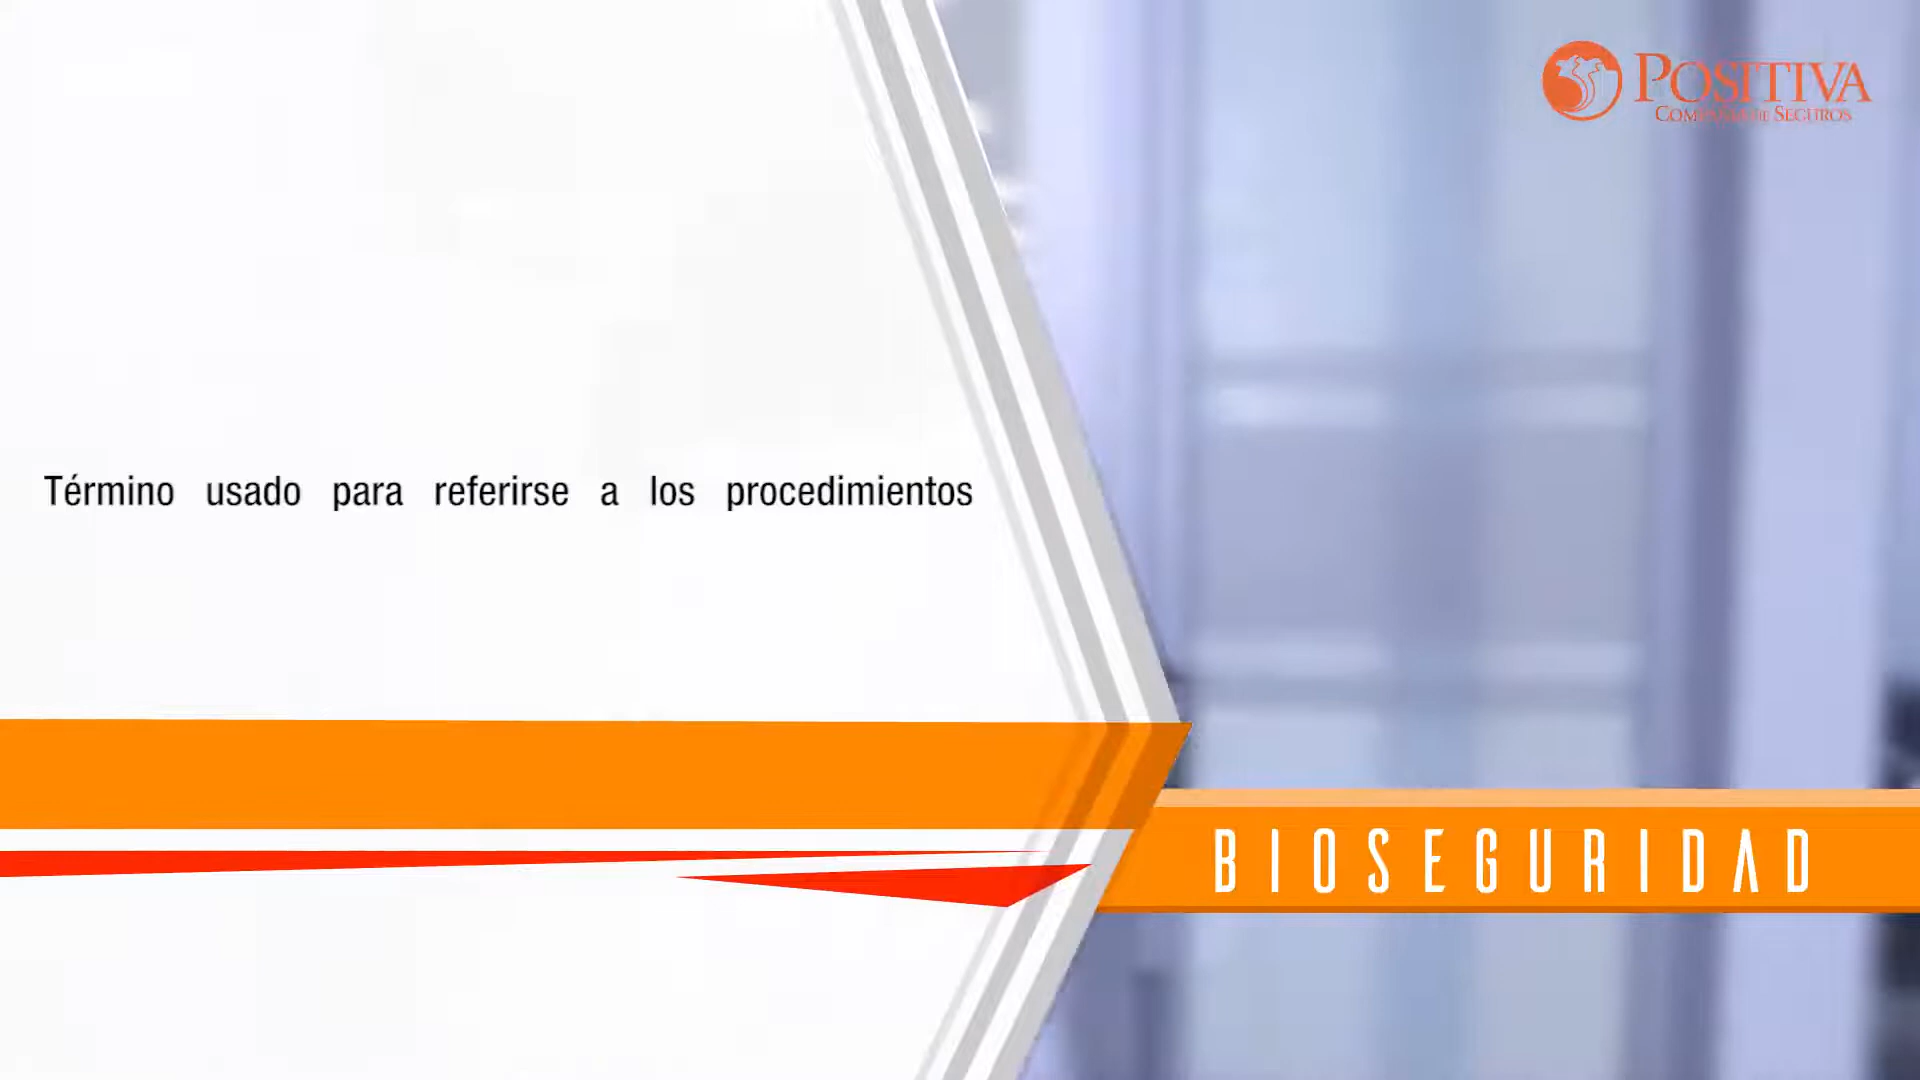 POSITIVA
COMPAÑÍA DE SEGUROS
Término usado para referirse a los procedimientos
BIOSEGURIDAD